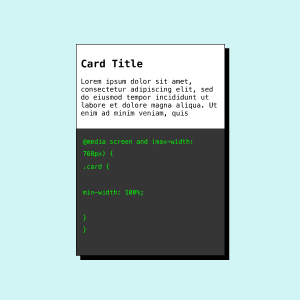 Card Title
Lorem ipsum dolor sit amet,
consectetur adipiscing elit, sed
do eiusmod tempor incididunt ut
labore et dolore magna aliqua. Ut
enim ad minim veniam, quis
@media screen and (max-width:
768px) {
.card {
min-width: 100%;
}
}